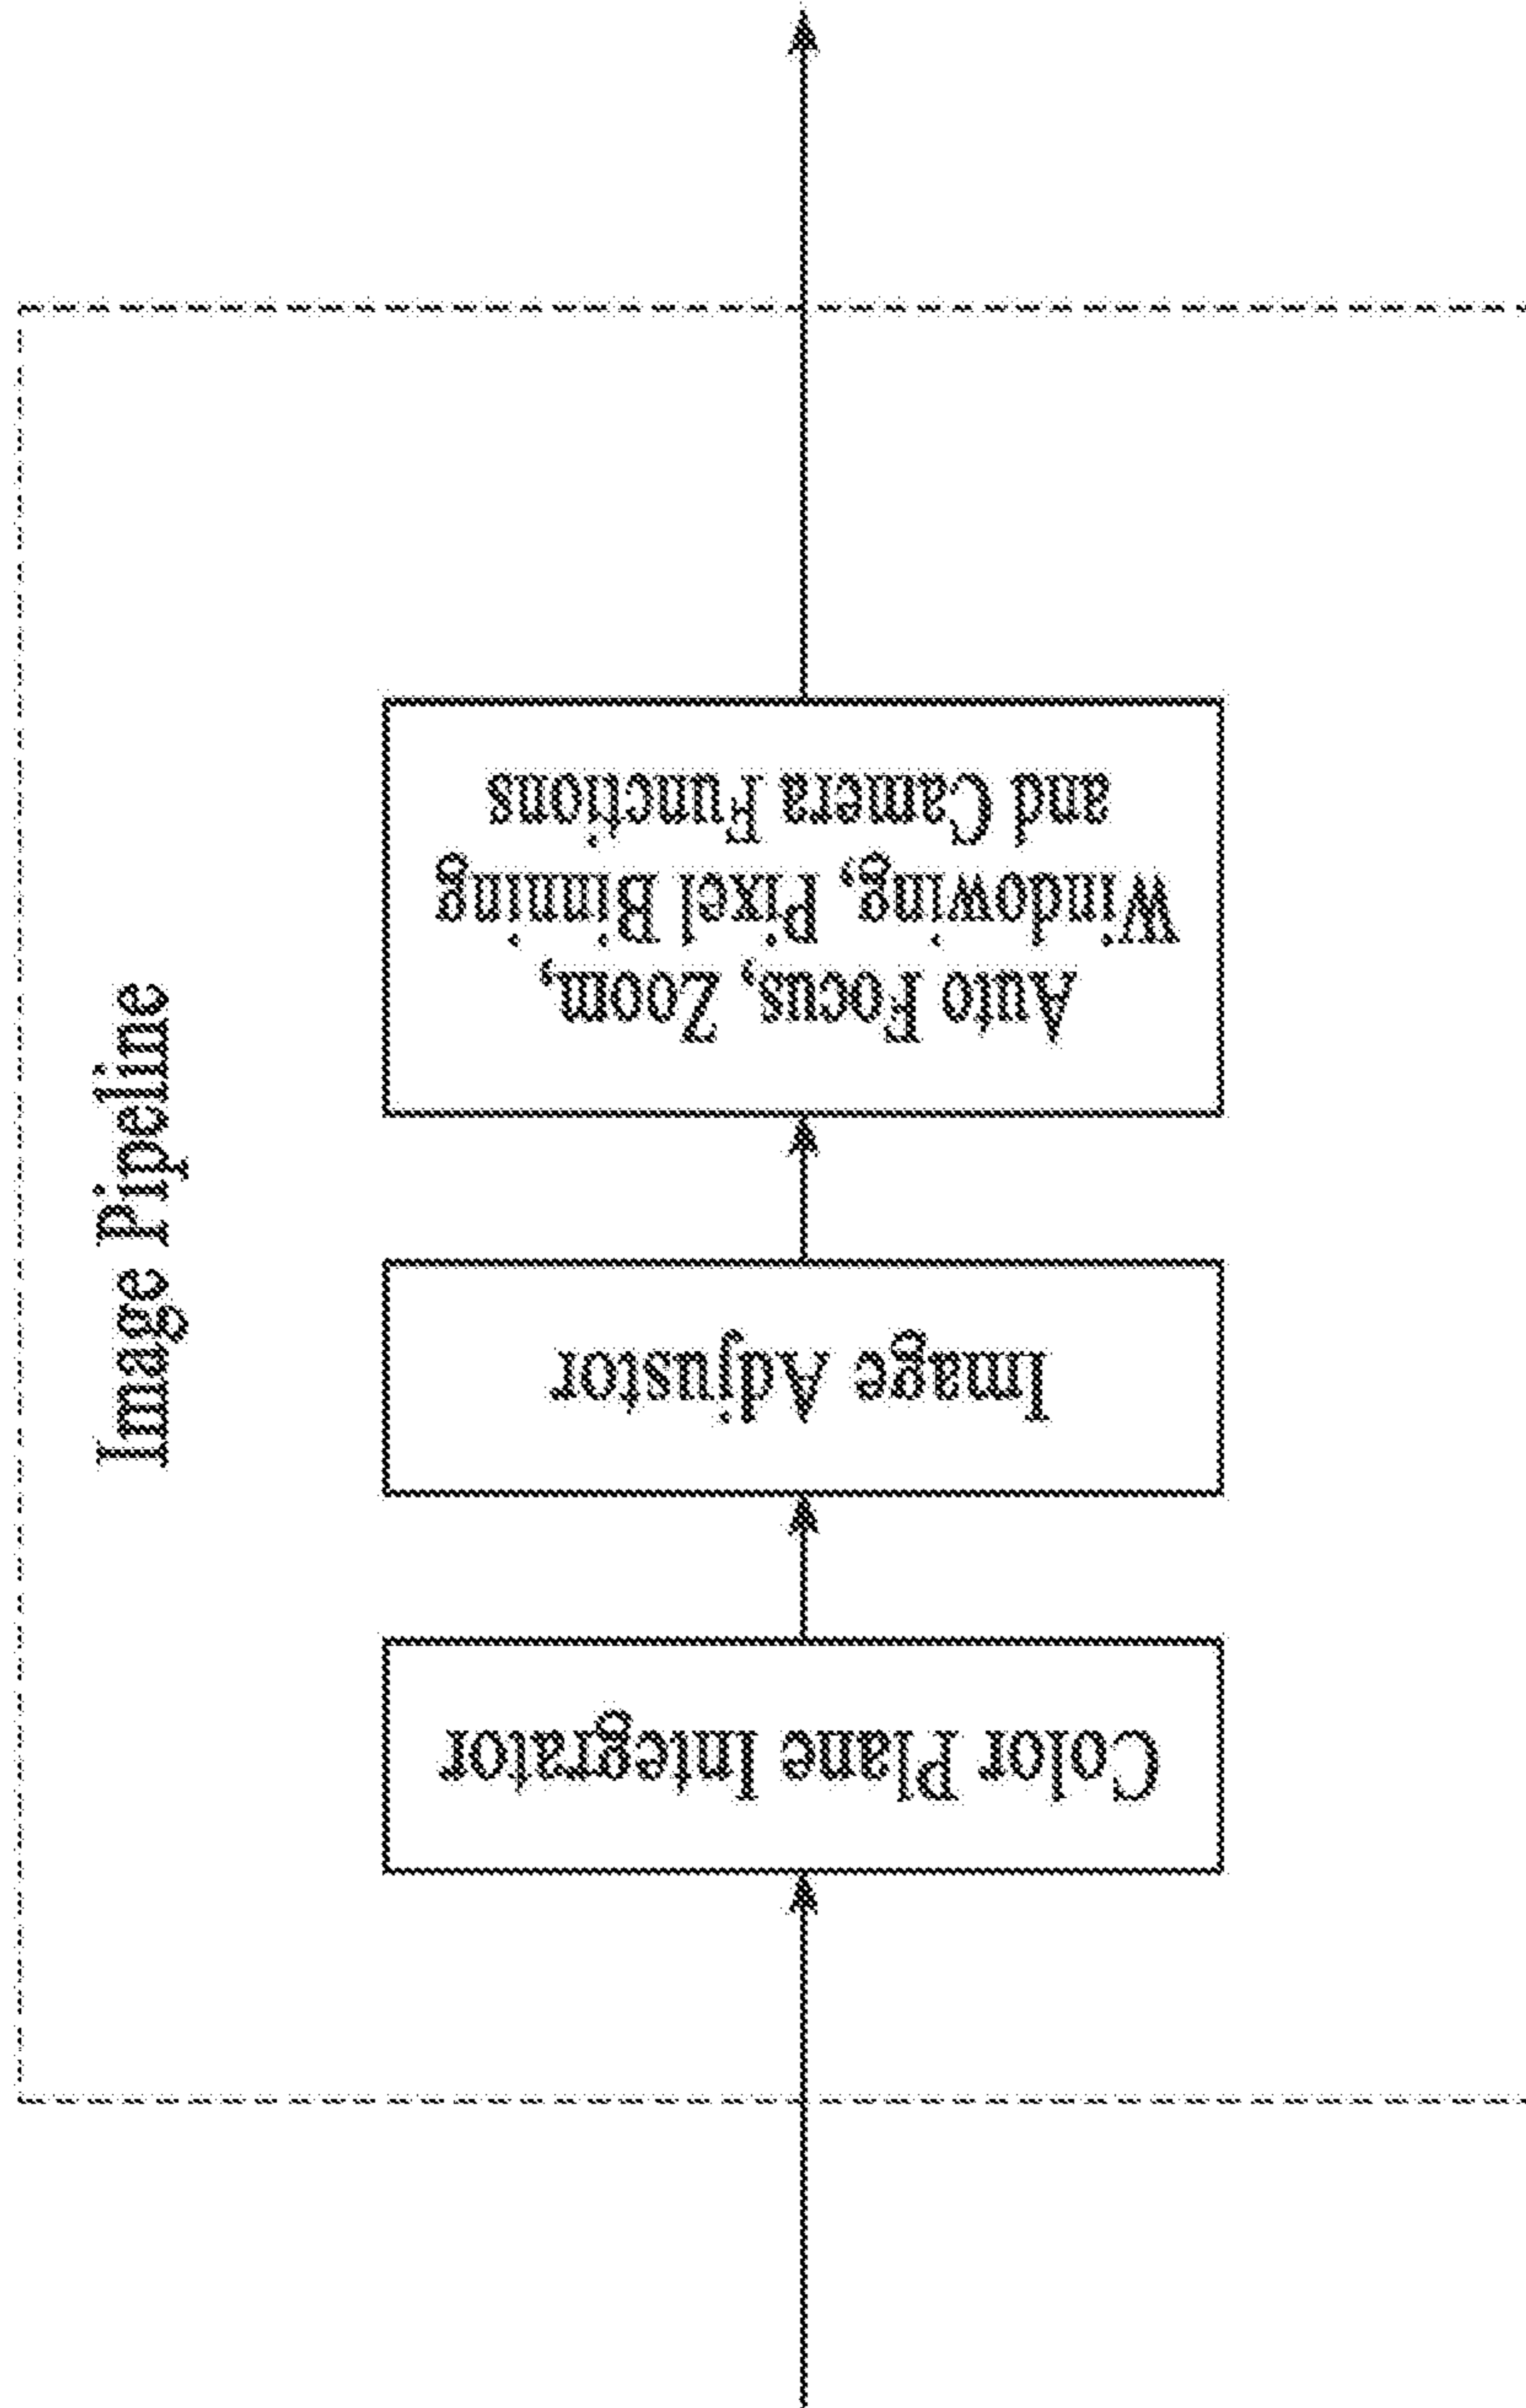 Image Pipeline
Color Plane Integrator
Image Adjustor
Auto Focus, Zoom,
Windowing, Pixel Binning
and Camera Functions